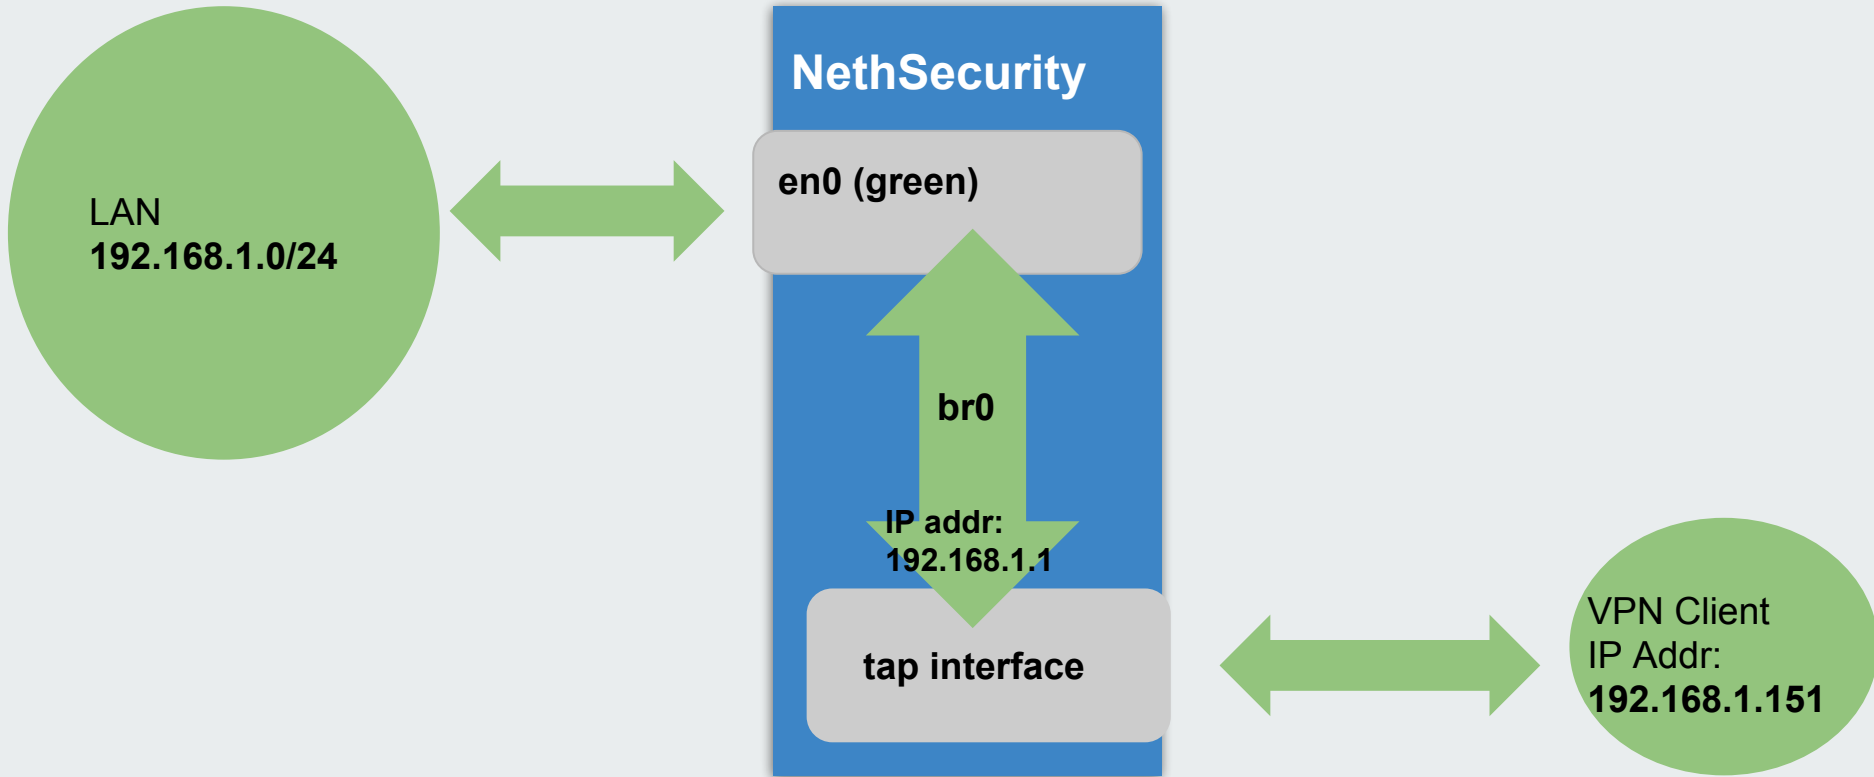 NethSecurity
en0 (green)
LAN
192.168.1.0/24
br0
IP addr:
192.168.1.1
tap interface
VPN Client
IP Addr:
192.168.1.151